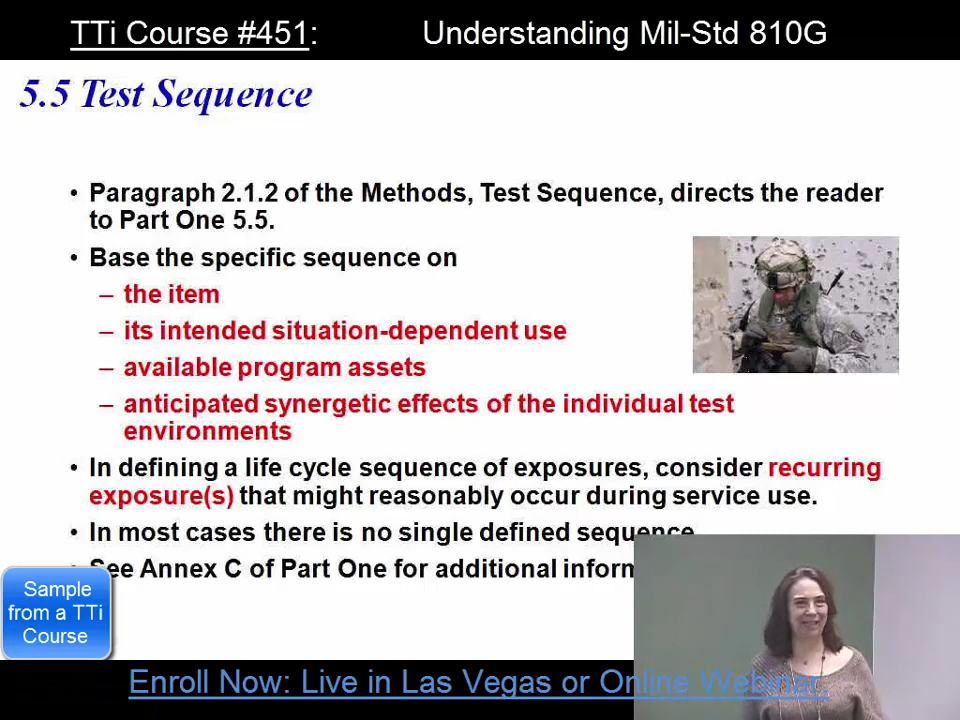 TTi Course #451: Understanding Mil-Std 810G
5.5 Test Sequence
• Paragraph 2.1.2 of the Methods, Test Sequence, directs the reader
to Part One 5.5.
• Base the specific sequence on
– the item
– its intended situation-dependent use
– available program assets
– anticipated synergetic effects of the individual test
environments
• In defining a life cycle sequence of exposures, consider recurring
exposure(s) that might reasonably occur during service use.
• In most cases there is no single defined sequence
See Annex C of Part One for additional inform
Sample
from a TTi
Course
Enroll Now: Live in Las Vegas or Online Webinar.